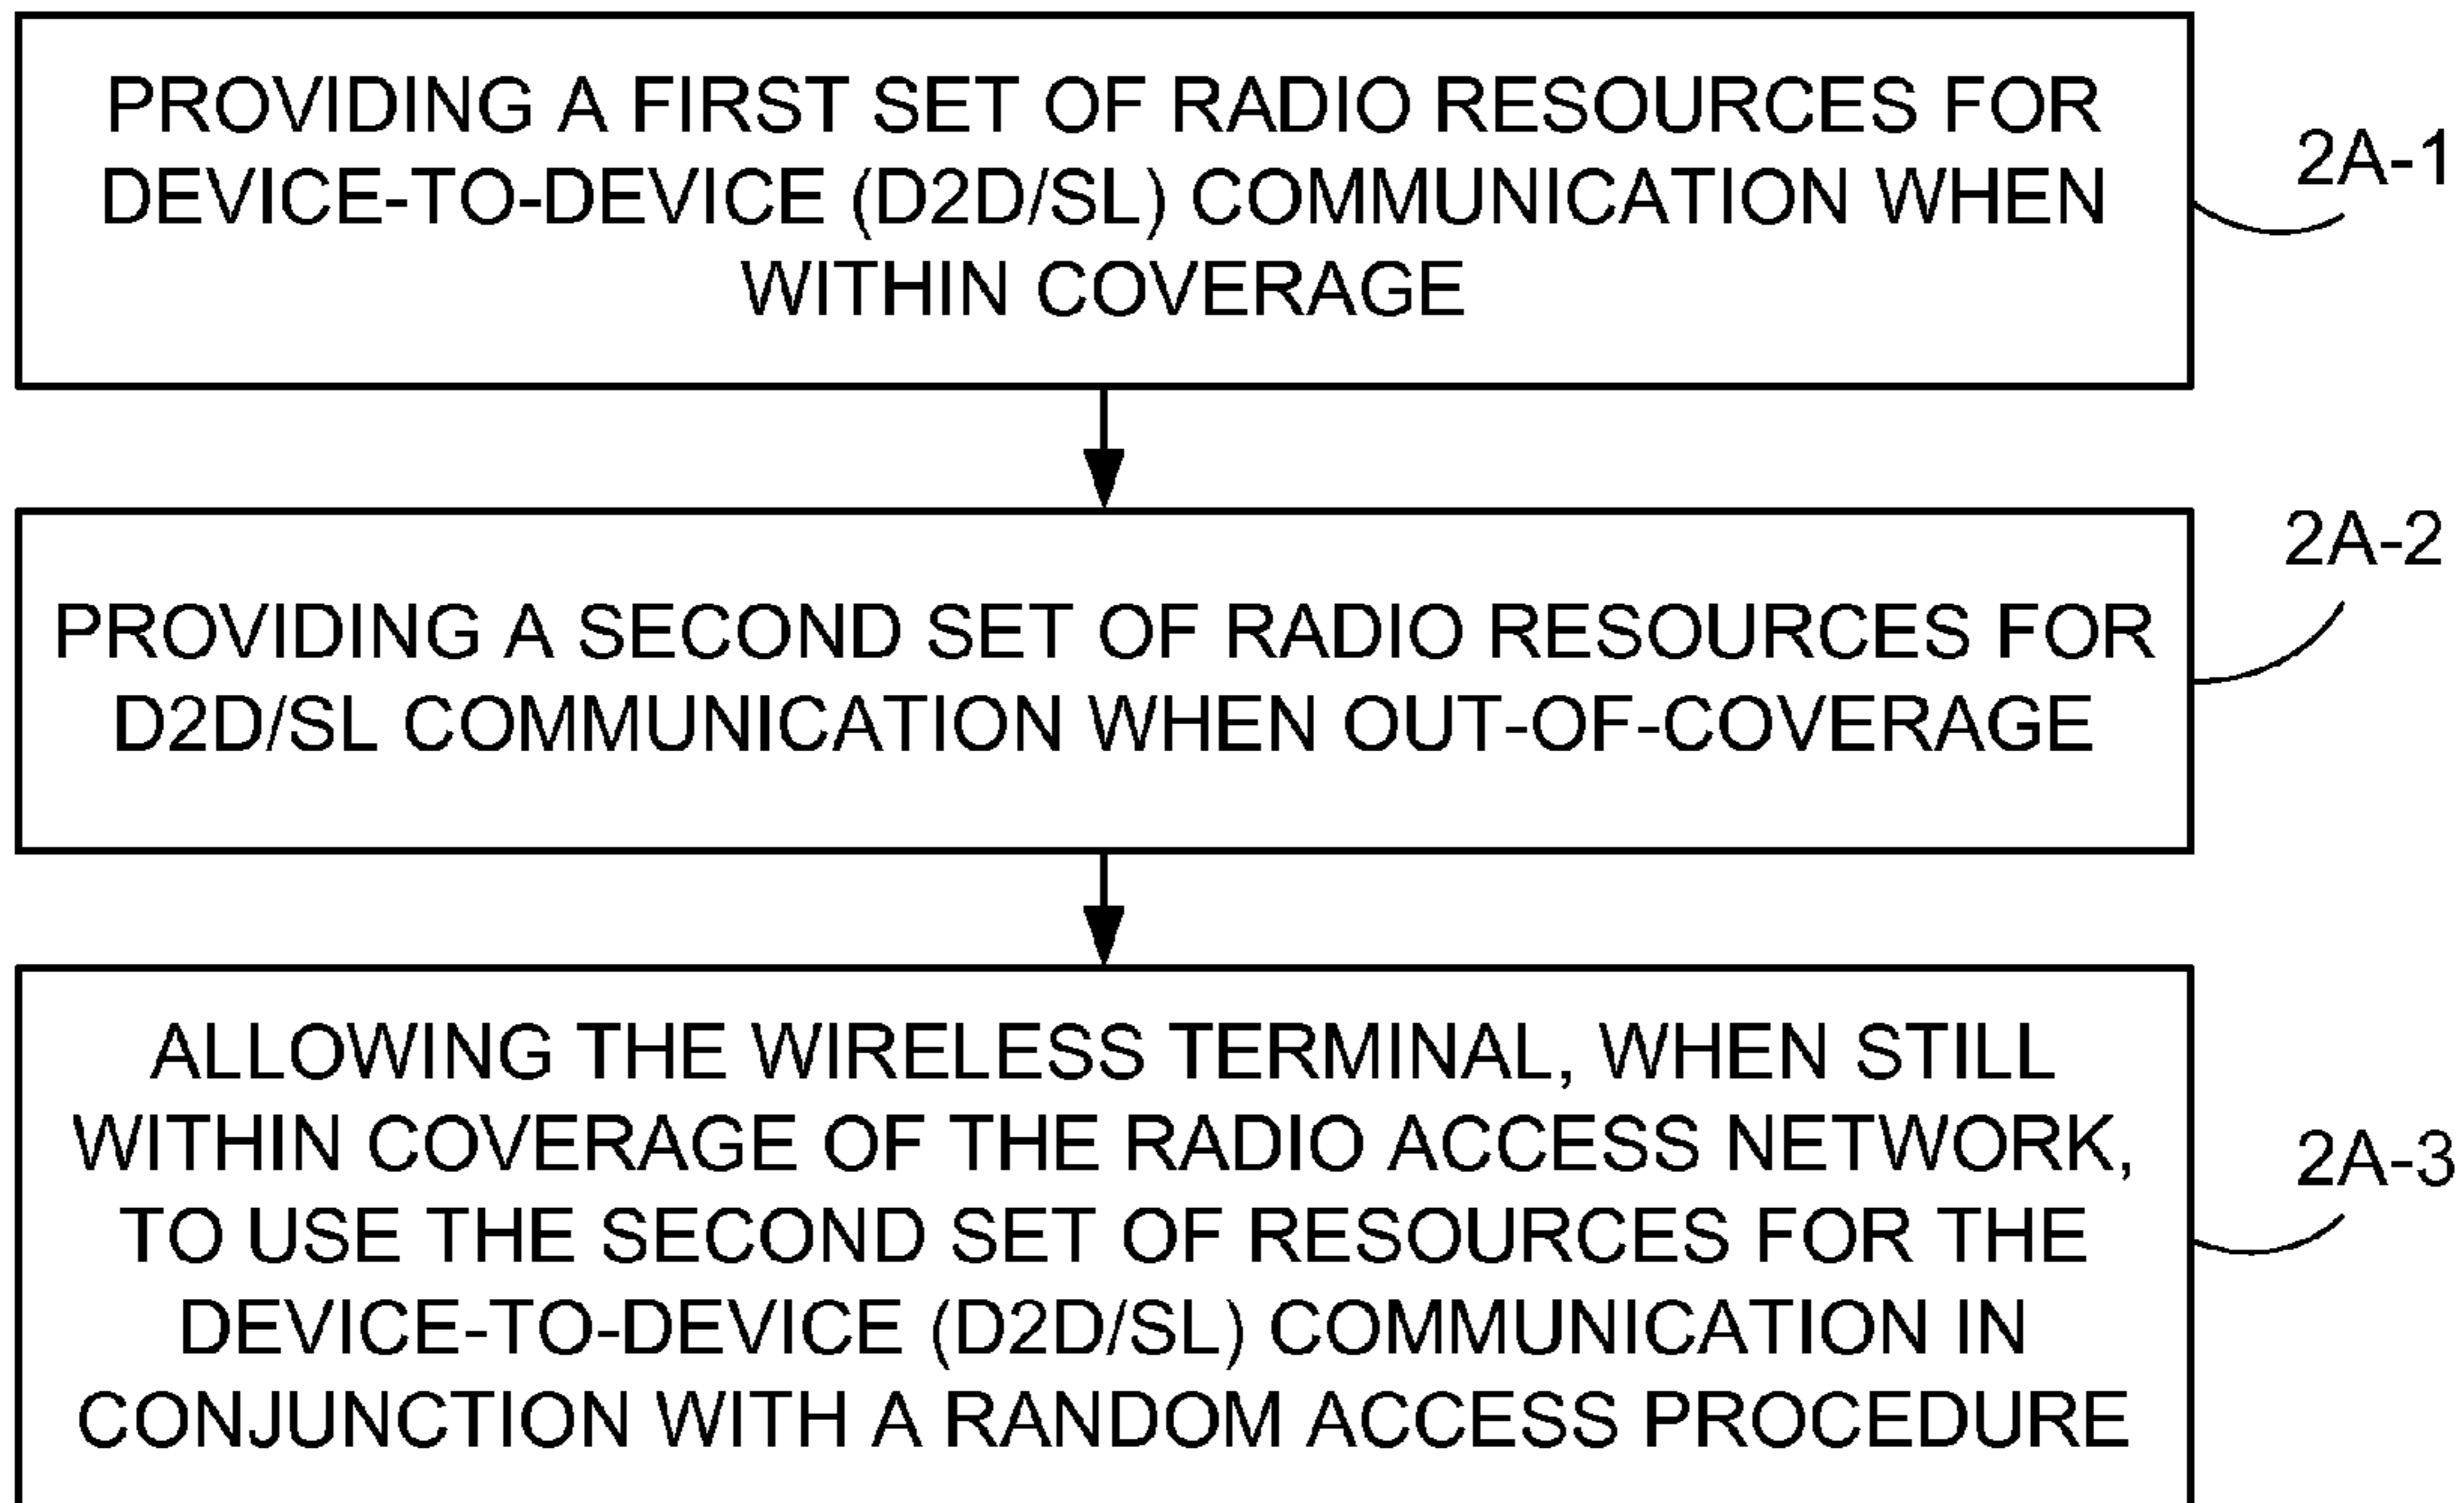 PROVIDING A FIRST SET OF RADIO RESOURCES FOR
DEVICE-TO-DEVICE (D2D/SL) COMMUNICATION WHEN
WITHIN COVERAGE
2A-1
PROVIDING A SECOND SET OF RADIO RESOURCES FOR
D2D/SL COMMUNICATION WHEN OUT-OF-COVERAGE
2A-2
ALLOWING THE WIRELESS TERMINAL, WHEN STILL
WITHIN COVERAGE OF THE RADIO ACCESS NETWORK,
TO USE THE SECOND SET OF RESOURCES FOR THE
DEVICE-TO-DEVICE (D2D/SL) COMMUNICATION IN
CONJUNCTION WITH A RANDOM ACCESS PROCEDURE
2A-3